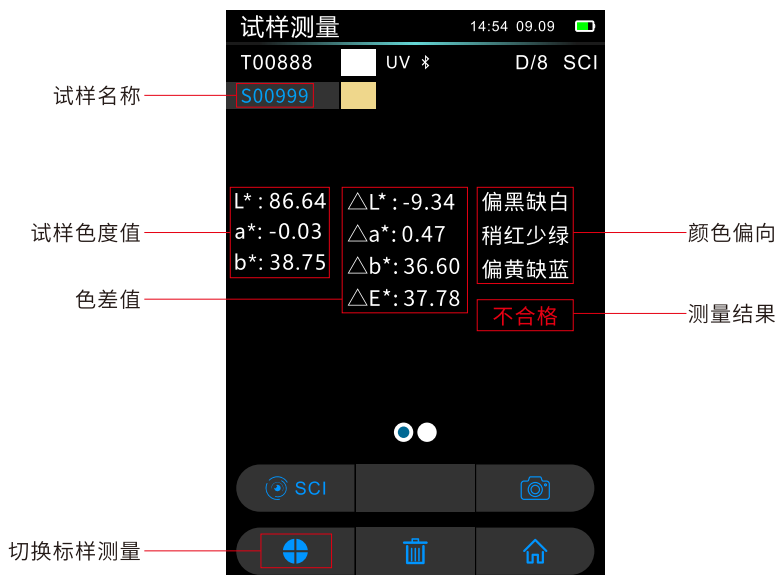 试样测量 14:54 09.09
T00888 UV D/8 SCI
试样名称 S00999
L*: 86.64 △L*: -9.34 偏黑缺白
试样色度值 a*: -0.03 △a*: 0.47 稍红少绿 颜色偏向
b*: 38.75 △b*: 36.60 偏黄缺蓝
色差值 △E*: 37.78 不合格 测量结果
SCI
切换标样测量